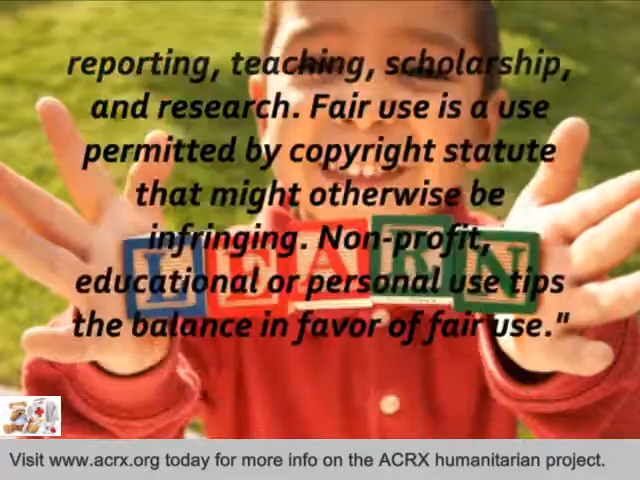 reporting, teaching, scholarship,
and research. Fair use is a use
permitted by copyright statute
that might otherwise be
infringing. Non-profit,
educational or personal use tips
the balance in favor of fair use."
LEARN
Visit www.acrx.org today for more info on the ACRX humanitarian project.